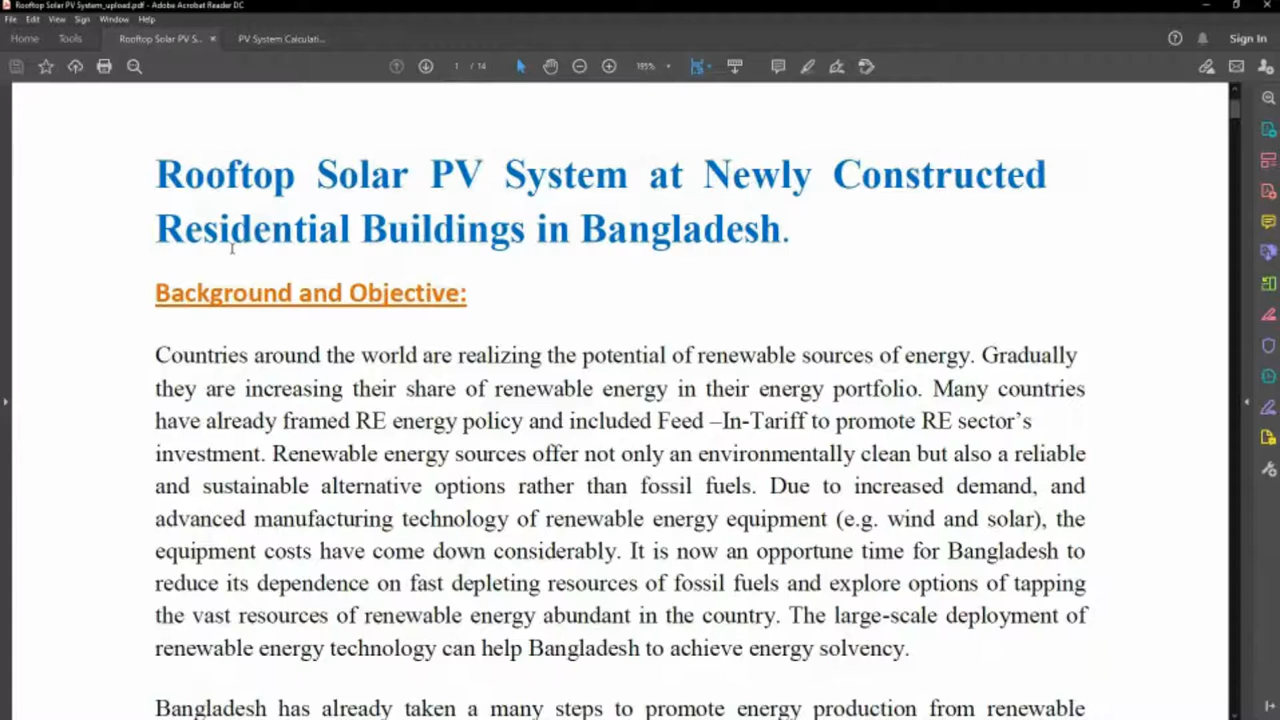 Rooftop Solar PV System_upload.pdf - Adobe Acrobat Reader DC
File Edit View Sign Window Help
Home Tools Rooftop Solar PV S... × PV System Calculati... Sign In
1 / 14 195%
Rooftop Solar PV System at Newly Constructed
Residential Buildings in Bangladesh.
Background and Objective:
Countries around the world are realizing the potential of renewable sources of energy. Gradually
they are increasing their share of renewable energy in their energy portfolio. Many countries
have already framed RE energy policy and included Feed –In-Tariff to promote RE sector’s
investment. Renewable energy sources offer not only an environmentally clean but also a reliable
and sustainable alternative options rather than fossil fuels. Due to increased demand, and
advanced manufacturing technology of renewable energy equipment (e.g. wind and solar), the
equipment costs have come down considerably. It is now an opportune time for Bangladesh to
reduce its dependence on fast depleting resources of fossil fuels and explore options of tapping
the vast resources of renewable energy abundant in the country. The large-scale deployment of
renewable energy technology can help Bangladesh to achieve energy solvency.
Bangladesh has already taken a many steps to promote energy production from renewable